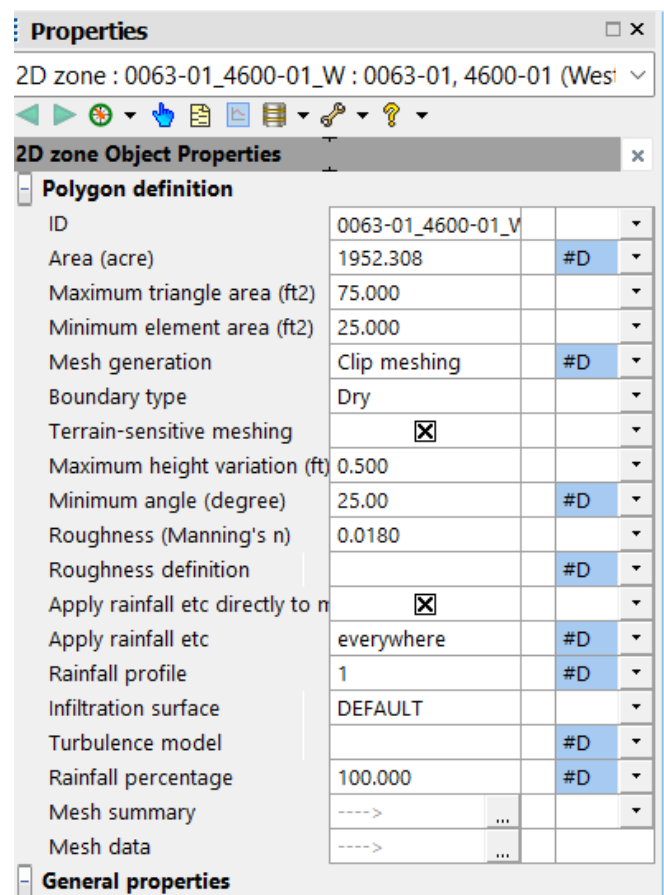 Properties
2D zone : 0063-01_4600-01_W : 0063-01, 4600-01 (West
2D zone Object Properties
Polygon definition
ID 0063-01_4600-01_W
Area (acre) 1952.308 #D
Maximum triangle area (ft2) 75.000
Minimum element area (ft2) 25.000
Mesh generation Clip meshing #D
Boundary type Dry
Terrain-sensitive meshing
Maximum height variation (ft) 0.500
Minimum angle (degree) 25.00 #D
Roughness (Manning's n) 0.0180
Roughness definition #D
Apply rainfall etc directly to m
Apply rainfall etc everywhere #D
Rainfall profile 1 #D
Infiltration surface DEFAULT
Turbulence model #D
Rainfall percentage 100.000 #D
Mesh summary ----> ...
Mesh data ----> ...
General properties